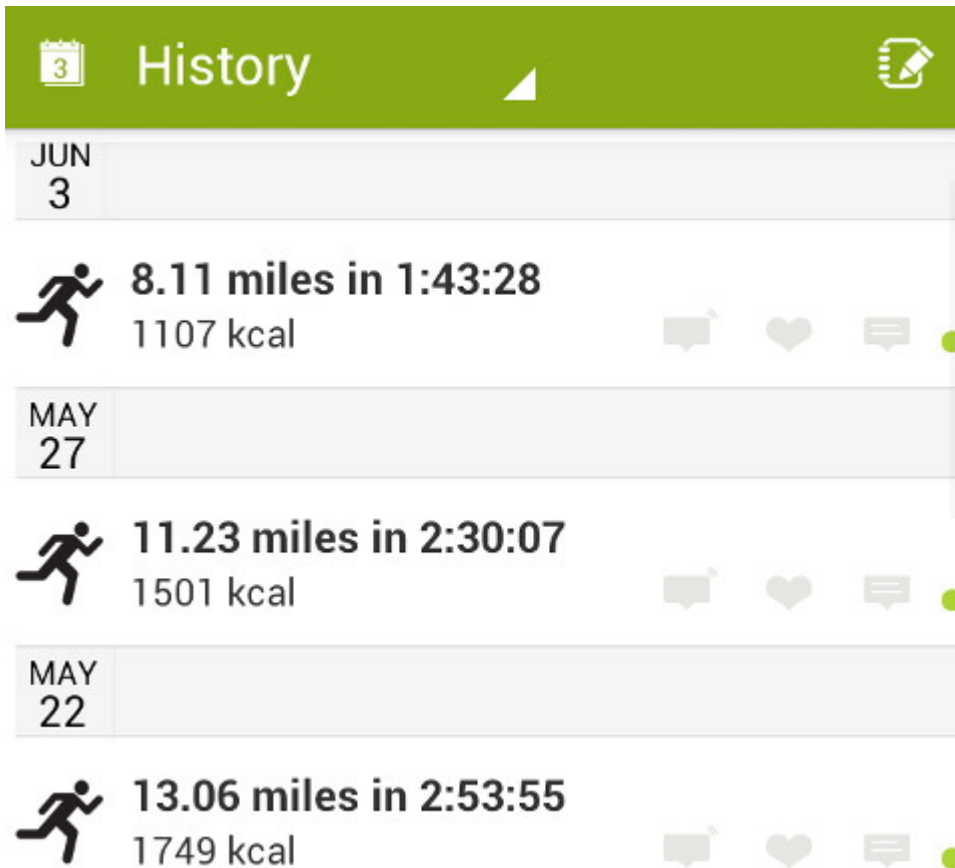 3 History
JUN
3
8.11 miles in 1:43:28
1107 kcal
MAY
27
11.23 miles in 2:30:07
1501 kcal
MAY
22
13.06 miles in 2:53:55
1749 kcal